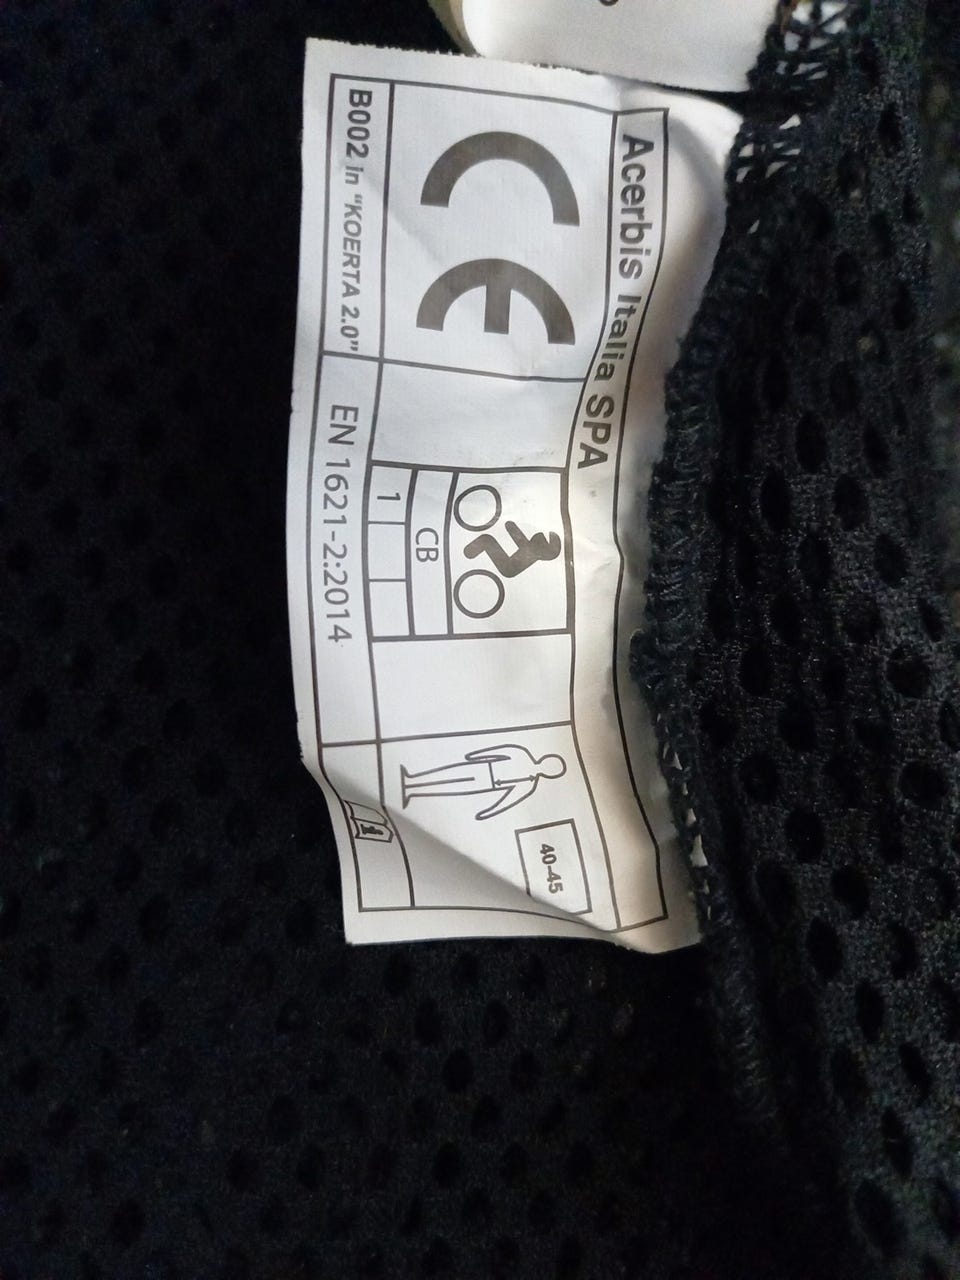 Acerbis Italia SPA
CE
CB
1
40-45
B002 in "KOERTA 2.0"
EN 1621-2:2014